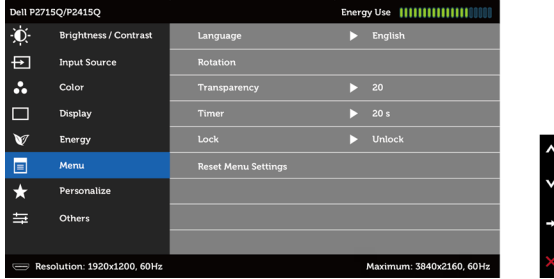 Dell P2715Q/P2415Q Energy Use
Brightness / Contrast Language English
Input Source Rotation
Color Transparency 20
Display Timer 20 s
Energy Lock Unlock
Menu Reset Menu Settings
Personalize
Others
Resolution: 1920x1200, 60Hz Maximum: 3840x2160, 60Hz